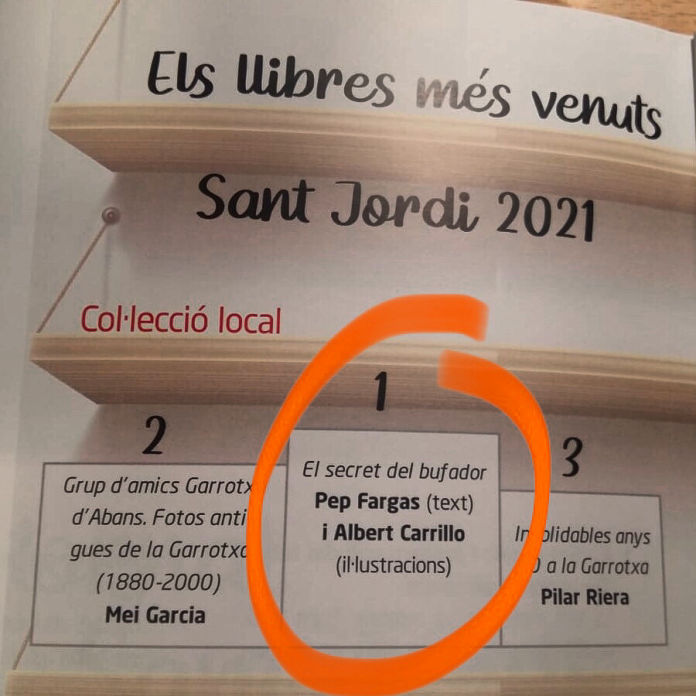 Els llibres més venuts
Sant Jordi 2021
Col·lecció local
2
Grup d'amics Garrotx
d'Abans. Fotos anti
gues de la Garrotxa
(1880-2000)
Mei Garcia
1
El secret del bufador
Pep Fargas (text)
i Albert Carrillo
(il·lustracions)
3
anys
0 a la Garrotxa
Pilar Riera